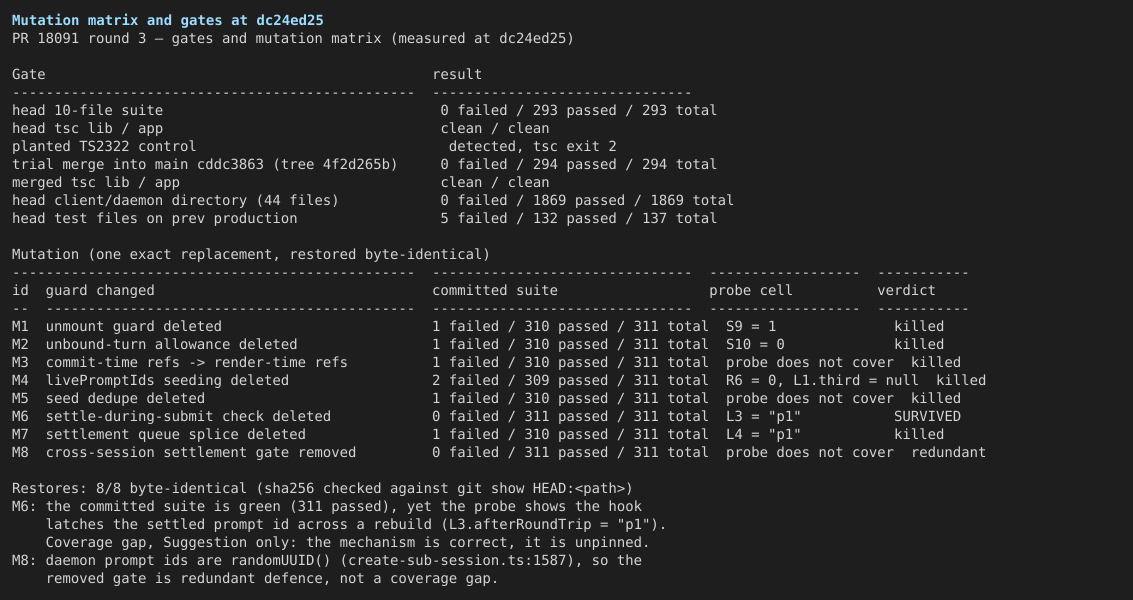 Mutation matrix and gates at dc24ed25
PR 18091 round 3 — gates and mutation matrix (measured at dc24ed25)

Gate                                              result
------------------------------------------------  -------------------------------
head 10-file suite                                 0 failed / 293 passed / 293 total
head tsc lib / app                                 clean / clean
planted TS2322 control                              detected, tsc exit 2
trial merge into main cddc3863 (tree 4f2d265b)     0 failed / 294 passed / 294 total
merged tsc lib / app                               clean / clean
head client/daemon directory (44 files)            0 failed / 1869 passed / 1869 total
head test files on prev production                 5 failed / 132 passed / 137 total

Mutation (one exact replacement, restored byte-identical)
------------------------------------------------  -------------------------------  ------------------  -----------
id  guard changed                                 committed suite                  probe cell          verdict
--  --------------------------------------------  -------------------------------  ------------------  -----------
M1  unmount guard deleted                         1 failed / 310 passed / 311 total  S9 = 1              killed
M2  unbound-turn allowance deleted                1 failed / 310 passed / 311 total  S10 = 0             killed
M3  commit-time refs -> render-time refs          1 failed / 310 passed / 311 total  probe does not cover  killed
M4  livePromptIds seeding deleted                 2 failed / 309 passed / 311 total  R6 = 0, L1.third = null  killed
M5  seed dedupe deleted                           1 failed / 310 passed / 311 total  probe does not cover  killed
M6  settle-during-submit check deleted            0 failed / 311 passed / 311 total  L3 = "p1"           SURVIVED
M7  settlement queue splice deleted               1 failed / 310 passed / 311 total  L4 = "p1"           killed
M8  cross-session settlement gate removed         0 failed / 311 passed / 311 total  probe does not cover  redundant

Restores: 8/8 byte-identical (sha256 checked against git show HEAD:<path>)
M6: the committed suite is green (311 passed), yet the probe shows the hook
    latches the settled prompt id across a rebuild (L3.afterRoundTrip = "p1").
    Coverage gap, Suggestion only: the mechanism is correct, it is unpinned.
M8: daemon prompt ids are randomUUID() (create-sub-session.ts:1587), so the
    removed gate is redundant defence, not a coverage gap.